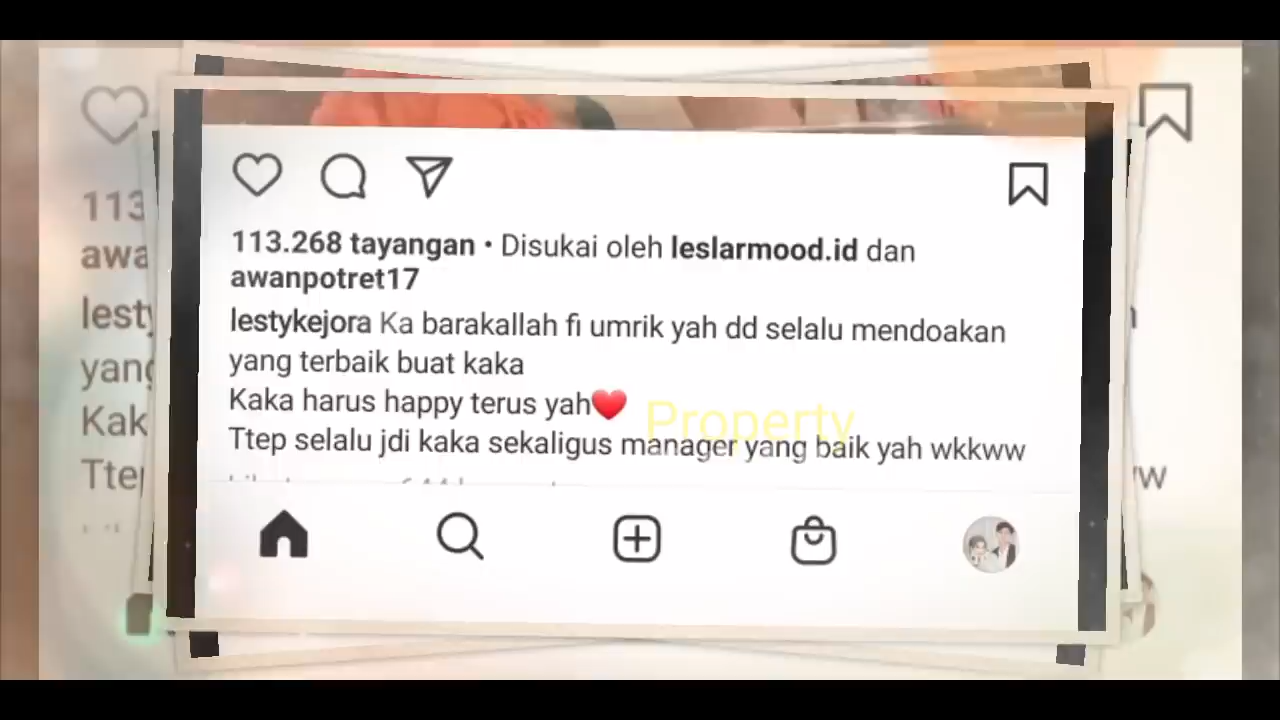 113.268 tayangan • Disukai oleh leslarmood.id dan
awanpotret17
lestykejora Ka barakallah fi umrik yah dd selalu mendoakan
yang terbaik buat kaka
Kaka harus happy terus yah❤️
Ttep selalu jdi kaka sekaligus manager yang baik yah wkkww
Property